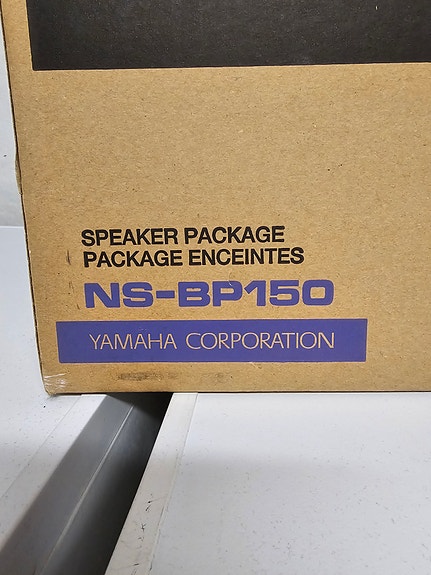 SPEAKER PACKAGE
PACKAGE ENCEINTES
NS-BP150
YAMAHA CORPORATION